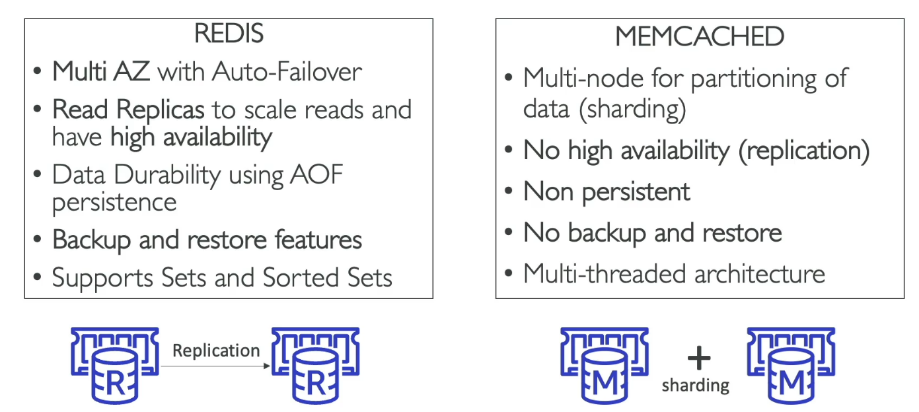 REDIS
• Multi AZ with Auto-Failover
• Read Replicas to scale reads and
have high availability
• Data Durability using AOF
persistence
• Backup and restore features
• Supports Sets and Sorted Sets
R
Replication
R
MEMCACHED
• Multi-node for partitioning of
data (sharding)
• No high availability (replication)
• Non persistent
• No backup and restore
• Multi-threaded architecture
M
+
sharding
M